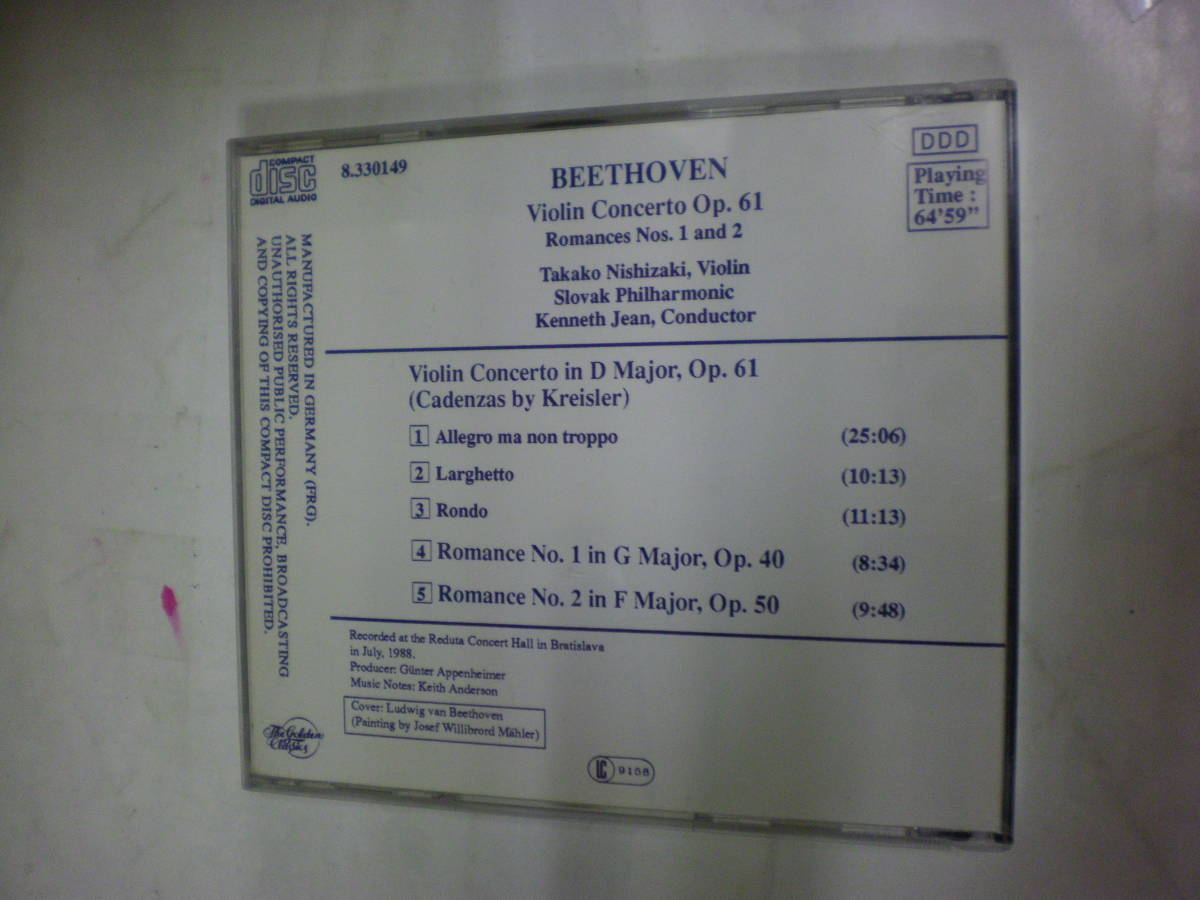 COMPACT
disc
DIGITAL AUDIO
8.330149
BEETHOVEN
Violin Concerto Op. 61
Romances Nos. 1 and 2
Takako Nishizaki, Violin
Slovak Philharmonic
Kenneth Jean, Conductor
DDD
Playing
Time :
64'59"
MANUFACTURED IN GERMANY (FRG).
ALL RIGHTS RESERVED.
UNAUTHORISED PUBLIC PERFORMANCE, BROADCASTING
AND COPYING OF THIS COMPACT DISC PROHIBITED.
Violin Concerto in D Major, Op. 61
(Cadenzas by Kreisler)
1 Allegro ma non troppo (25:06)
2 Larghetto (10:13)
3 Rondo (11:13)
4 Romance No. 1 in G Major, Op. 40 (8:34)
5 Romance No. 2 in F Major, Op. 50 (9:48)
Recorded at the Reduta Concert Hall in Bratislava
in July, 1988.
Producer: Günter Appenheimer
Music Notes: Keith Anderson
Cover: Ludwig van Beethoven
(Painting by Josef Willibrord Mähler)
The Golden
Classics
LC 9158